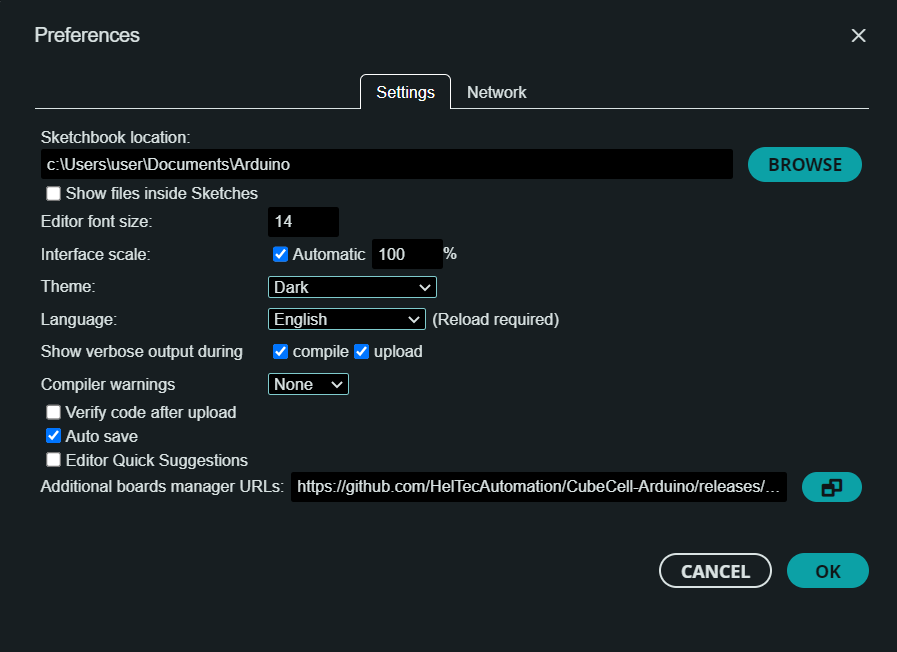 Preferences
Settings Network
Sketchbook location:
c:\Users\user\Documents\Arduino BROWSE
Show files inside Sketches
Editor font size: 14
Interface scale: Automatic 100 %
Theme: Dark
Language: English (Reload required)
Show verbose output during compile upload
Compiler warnings None
Verify code after upload
Auto save
Editor Quick Suggestions
Additional boards manager URLs: https://github.com/HelTecAutomation/CubeCell-Arduino/releases/...
CANCEL OK